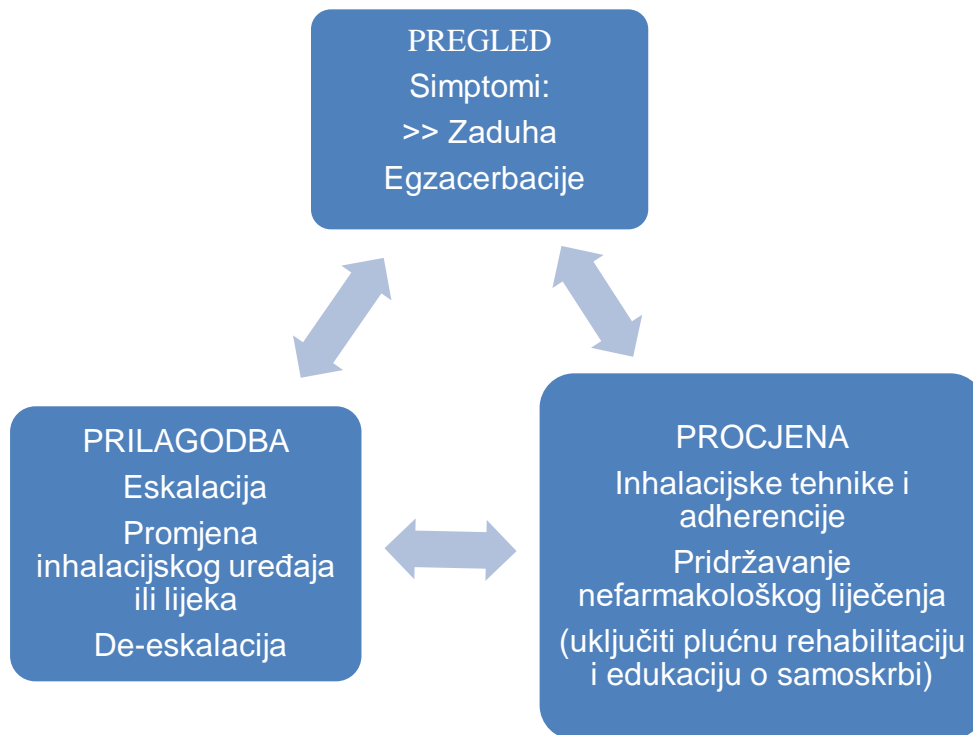 PREGLED
Simptomi:
>> Zaduha
Egzacerbacije
PRILAGODBA
Eskalacija
Promjena
inhalacijskog uređaja
ili lijeka
De-eskalacija
PROCJENA
Inhalacijske tehnike i
adherencije
Pridržavanje
nefarmakološkog liječenja
(uključiti plućnu rehabilitaciju
i edukaciju o samoskrbi)